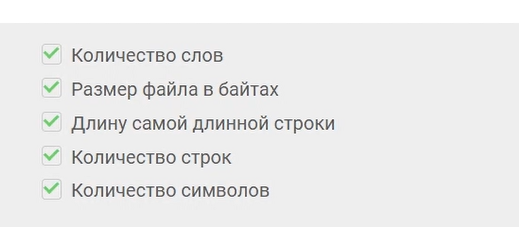 Количество слов
Размер файла в байтах
Длину самой длинной строки
Количество строк
Количество символов